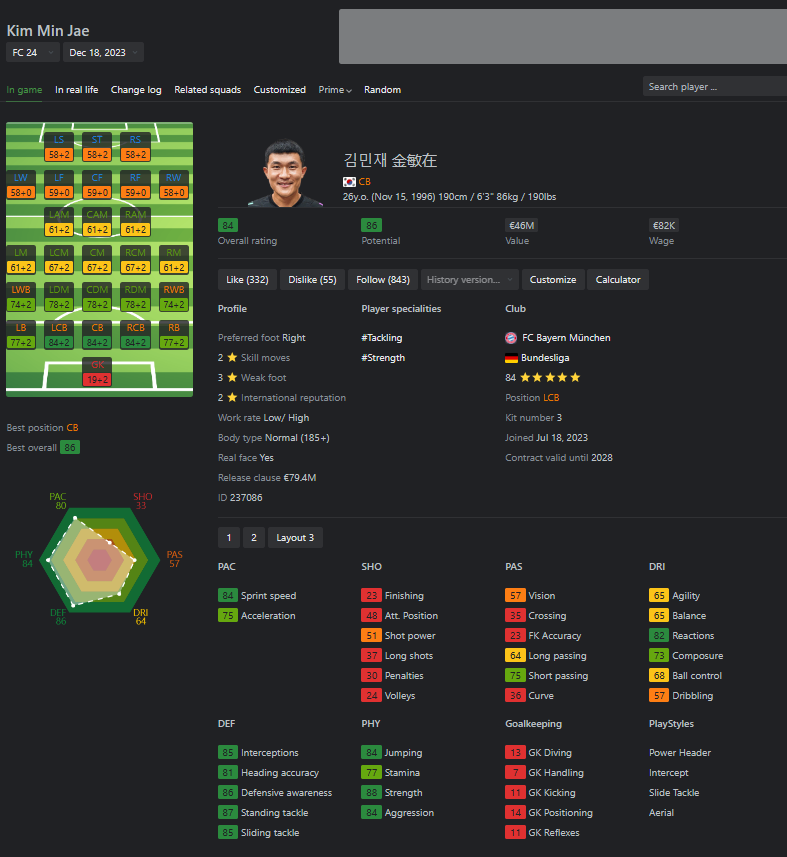 Kim Min Jae
FC 24 Dec 18, 2023
In game In real life Change log Related squads Customized Prime Random Search player ...
LS ST RS
58+2 58+2 58+2
LW LF CF RF RW
58+0 59+0 59+0 59+0 58+0
LAM CAM RAM
61+2 61+2 61+2
LM LCM CM RCM RM
61+2 67+2 67+2 67+2 61+2
LWB LDM CDM RDM RWB
74+2 78+2 78+2 78+2 74+2
LB LCB CB RCB RB
77+2 84+2 84+2 84+2 77+2
GK
19+2
Best position CB
Best overall 86
PAC 80
SHO 33
PHY 84
PAS 57
DEF 86
DRI 64
김민재 金敏在
CB
26y.o. (Nov 15, 1996) 190cm / 6'3" 86kg / 190lbs
84 86 €46M €82K
Overall rating Potential Value Wage
Like (332) Dislike (55) Follow (843) History version... Customize Calculator
Profile
Preferred foot Right
2 Skill moves
3 Weak foot
2 International reputation
Work rate Low/ High
Body type Normal (185+)
Real face Yes
Release clause €79.4M
ID 237086
Player specialities
#Tackling
#Strength
Club
FC Bayern München
Bundesliga
84
Position LCB
Kit number 3
Joined Jul 18, 2023
Contract valid until 2028
1 2 Layout 3
PAC
84 Sprint speed
75 Acceleration
SHO
23 Finishing
48 Att. Position
51 Shot power
37 Long shots
30 Penalties
24 Volleys
PAS
57 Vision
35 Crossing
23 FK Accuracy
64 Long passing
75 Short passing
36 Curve
DRI
65 Agility
65 Balance
82 Reactions
73 Composure
68 Ball control
57 Dribbling
DEF
85 Interceptions
81 Heading accuracy
86 Defensive awareness
87 Standing tackle
85 Sliding tackle
PHY
84 Jumping
77 Stamina
88 Strength
84 Aggression
Goalkeeping
13 GK Diving
7 GK Handling
11 GK Kicking
14 GK Positioning
11 GK Reflexes
PlayStyles
Power Header
Intercept
Slide Tackle
Aerial